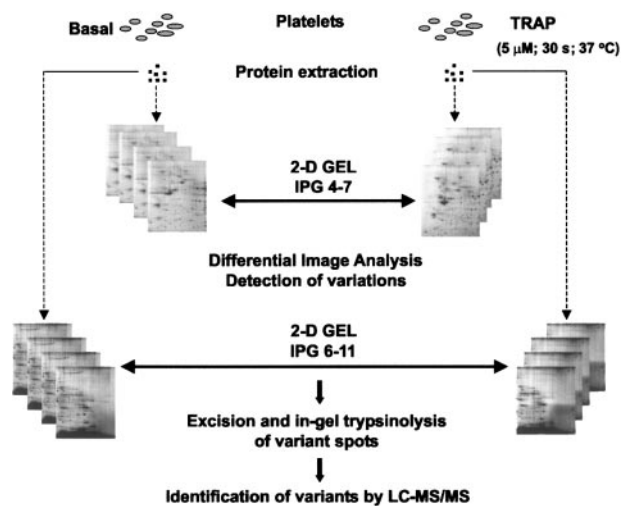 Basal
Platelets
TRAP
(5 µM; 30 s; 37 ºC)
Protein extraction
2-D GEL
IPG 4-7
Differential Image Analysis
Detection of variations
2-D GEL
IPG 6-11
Excision and in-gel trypsinolysis
of variant spots
Identification of variants by LC-MS/MS